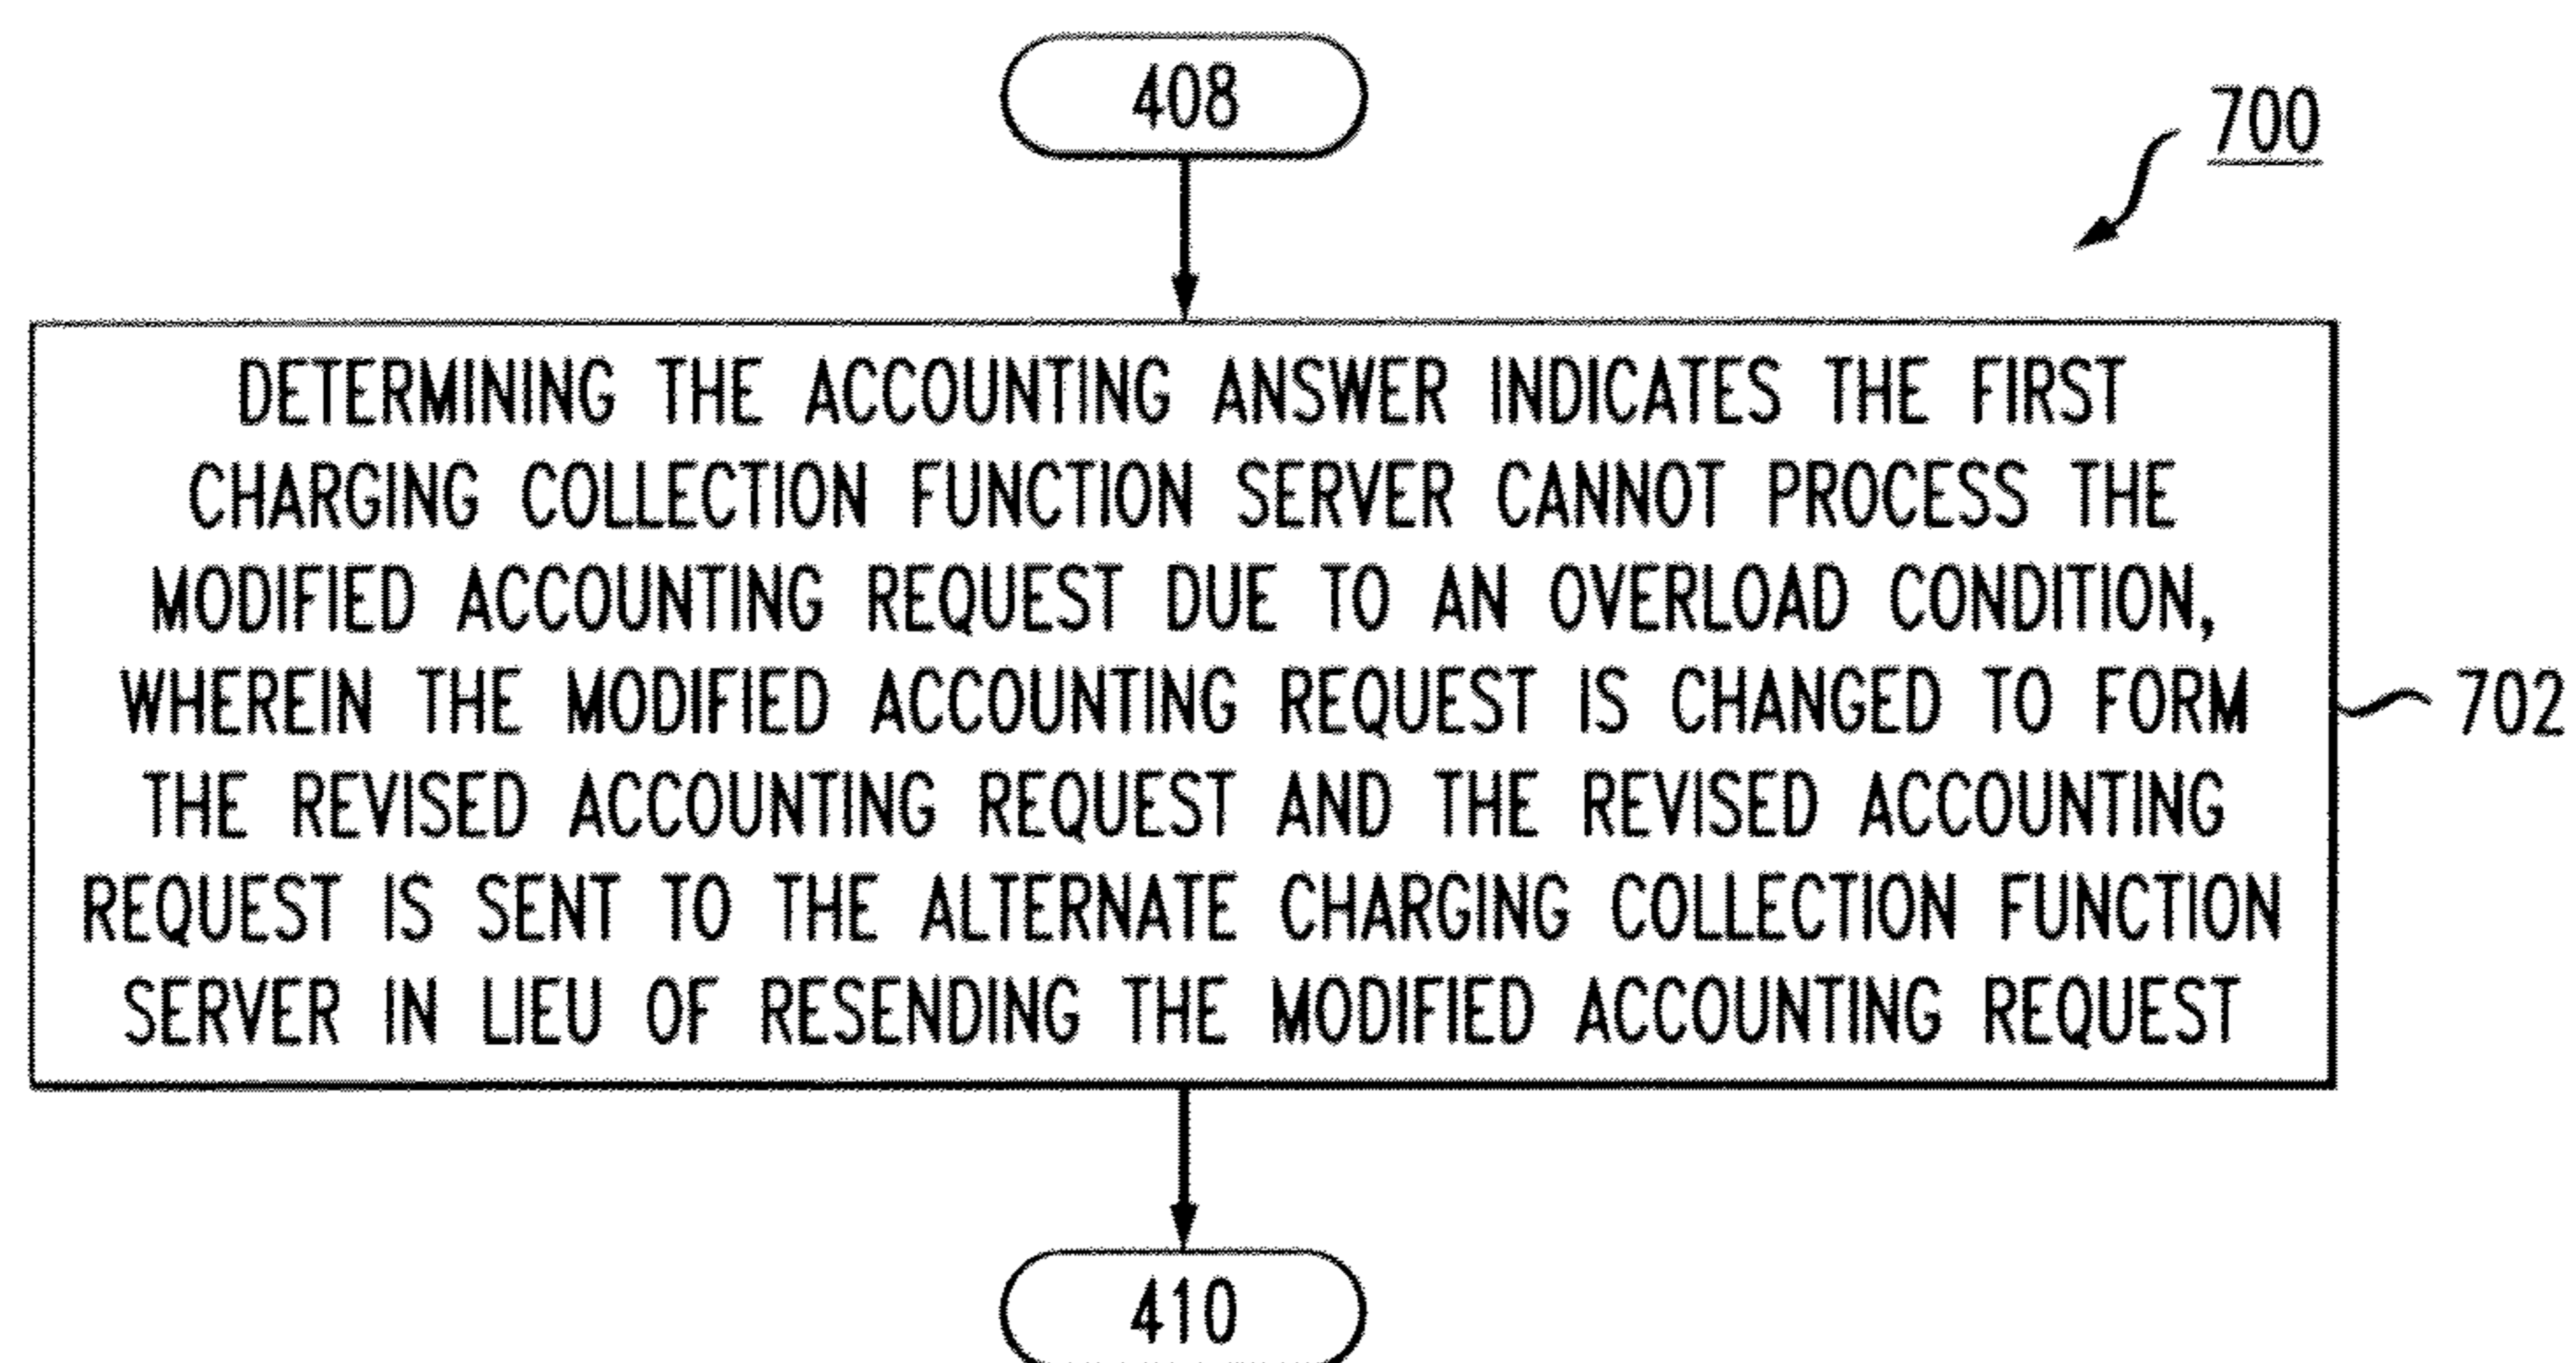 408
700
DETERMINING THE ACCOUNTING ANSWER INDICATES THE FIRST
CHARGING COLLECTION FUNCTION SERVER CANNOT PROCESS THE
MODIFIED ACCOUNTING REQUEST DUE TO AN OVERLOAD CONDITION,
WHEREIN THE MODIFIED ACCOUNTING REQUEST IS CHANGED TO FORM
THE REVISED ACCOUNTING REQUEST AND THE REVISED ACCOUNTING
REQUEST IS SENT TO THE ALTERNATE CHARGING COLLECTION FUNCTION
SERVER IN LIEU OF RESENDING THE MODIFIED ACCOUNTING REQUEST
702
410